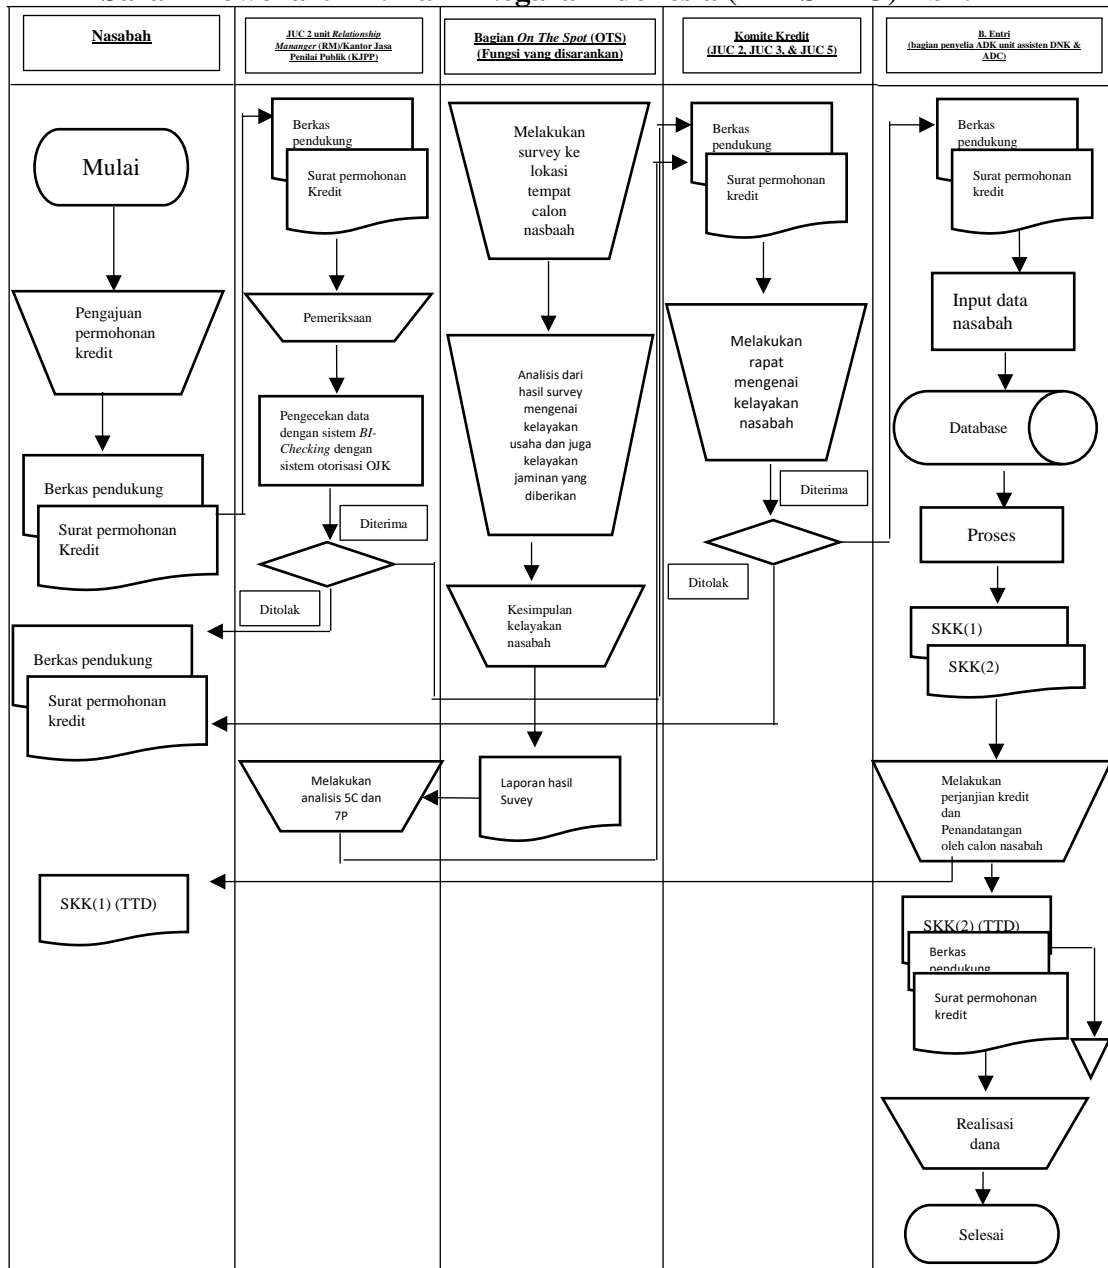 Nasabah
JUC 2 unit Relationship
Mananger (RM)/Kantor Jasa
Penilai Publik (KJPP)
Bagian On The Spot (OTS)
(Fungsi yang disarankan)
Komite Kredit
(JUC 2, JUC 3, & JUC 5)
B. Entri
(bagian penyelia ADK unit assisten DNK &
ADC)
Mulai
Pengajuan
permohonan
kredit
Berkas pendukung
Surat permohonan
Kredit
Berkas pendukung
Surat permohonan
kredit
SKK(1) (TTD)
Berkas
pendukung
Surat permohonan
Kredit
Pemeriksaan
Pengecekan data
dengan sistem BI-
Checking dengan
sistem otorisasi OJK
Diterima
Ditolak
Melakukan
analisis 5C dan
7P
Melakukan
survey ke
lokasi
tempat
calon
nasbaah
Analisis dari
hasil survey
mengenai
kelayakan
usaha dan juga
kelayakan
jaminan yang
diberikan
Kesimpulan
kelayakan
nasabah
Laporan hasil
Suvey
Berkas
pendukung
Surat permohonan
kredit
Melakukan
rapat
mengenai
kelayakan
nasabah
Diterima
Ditolak
Berkas
pendukung
Surat permohonan
kredit
Input data
nasabah
Database
Proses
SKK(1)
SKK(2)
Melakukan
perjanjian kredit
dan
Penandatangan
oleh calon nasabah
SKK(2) (TTD)
Berkas
pendukung
Surat permohonan
kredit
Realisasi
dana
Selesai